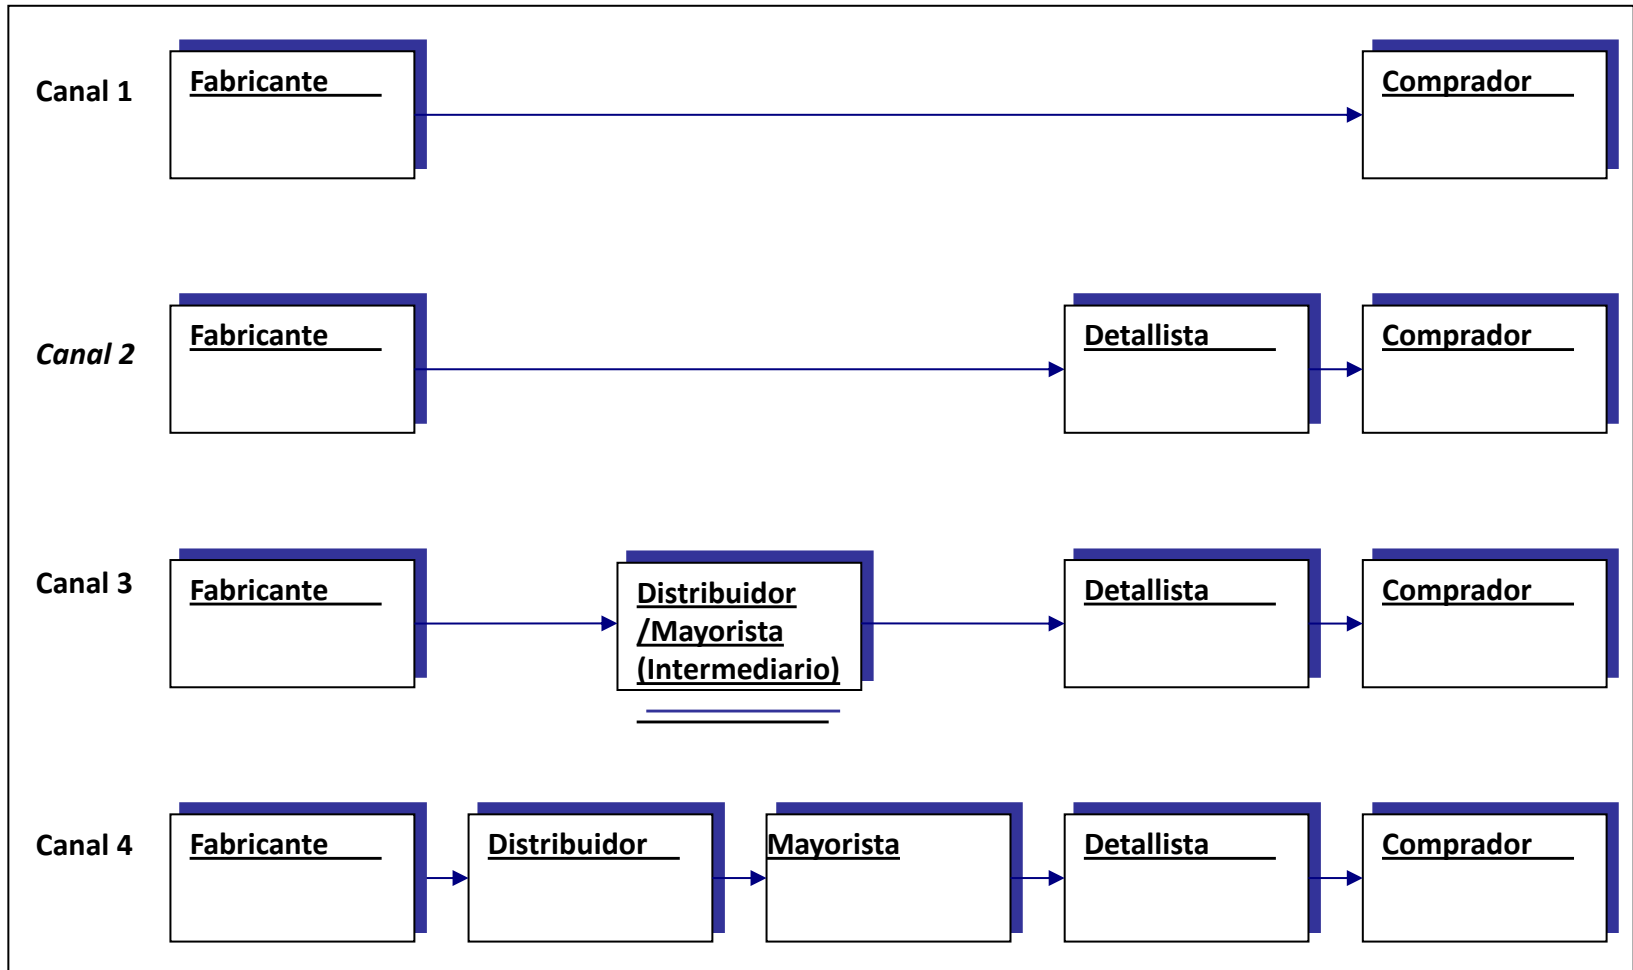 Canal 1
Fabricante
Comprador
Canal 2
Fabricante
Detallista
Comprador
Canal 3
Fabricante
Distribuidor
/Mayorista
(Intermediario)
Detallista
Comprador
Canal 4
Fabricante
Distribuidor
Mayorista
Detallista
Comprador